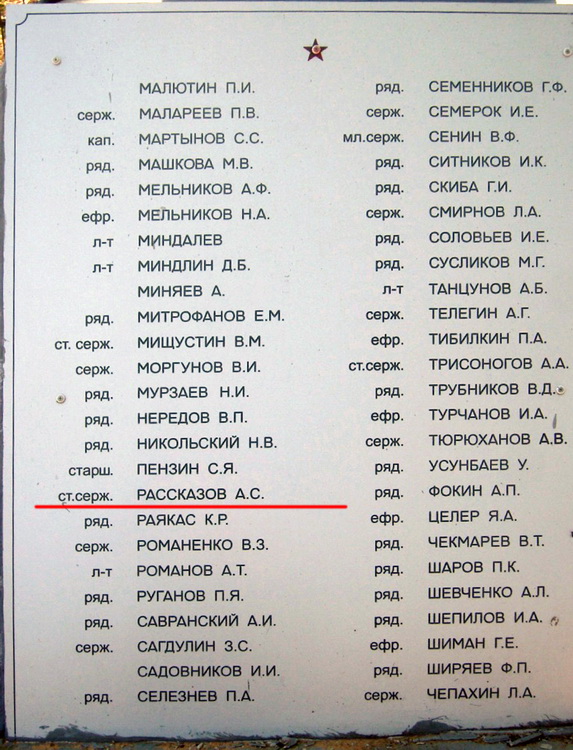 МАЛЮТИН П.И.
серж. МАЛАРЕЕВ П.В.
кап. МАРТЫНОВ С.С.
ряд. МАШКОВА М.В.
ряд. МЕЛЬНИКОВ А.Ф.
ефр. МЕЛЬНИКОВ Н.А.
л-т МИНДАЛЕВ
л-т МИНДЛИН Д.Б.
МИНЯЕВ А.
ряд. МИТРОФАНОВ Е.М.
ст. серж. МИЩУСТИН В.М.
серж. МОРГУНОВ В.И.
ряд. МУРЗАЕВ Н.И.
ряд. НЕРЕДОВ В.П.
ряд. НИКОЛЬСКИЙ Н.В.
старш. ПЕНЗИН С.Я.
ст.серж. РАССКАЗОВ А.С.
ряд. РАЯКАС К.Р.
серж. РОМАНЕНКО В.З.
л-т РОМАНОВ А.Т.
ряд. РУГАНОВ П.Я.
ряд. САВРАНСКИЙ А.И.
серж. САГДУЛИН З.С.
САДОВНИКОВ И.И.
ряд. СЕЛЕЗНЕВ П.А.
ряд. СЕМЕННИКОВ Г.Ф.
серж. СЕМЕРОК И.Е.
мл.серж. СЕНИН В.Ф.
ряд. СИТНИКОВ И.К.
ряд. СКИБА Г.И.
серж. СМИРНОВ Л.А.
ряд. СОЛОВЬЕВ И.Е.
ряд. СУСЛИКОВ М.Г.
л-т ТАНЦУНОВ А.Б.
серж. ТЕЛЕГИН А.Г.
ефр. ТИБИЛКИН П.А.
ст.серж. ТРИСОНОГОВ А.А.
ряд. ТРУБНИКОВ В.Д.
ефр. ТУРЧАНОВ И.А.
серж. ТЮРЮХАНОВ А.В.
ряд. УСУНБАЕВ У.
ряд. ФОКИН А.П.
ефр. ЦЕЛЕР Я.А.
ряд. ЧЕКМАРЕВ В.Т.
ряд. ШАРОВ П.К.
ряд. ШЕВЧЕНКО А.Л.
ряд. ШЕПИЛОВ И.А.
ефр. ШИМАН Г.Е.
ряд. ШИРЯЕВ Ф.П.
серж. ЧЕПАХИН Л.А.